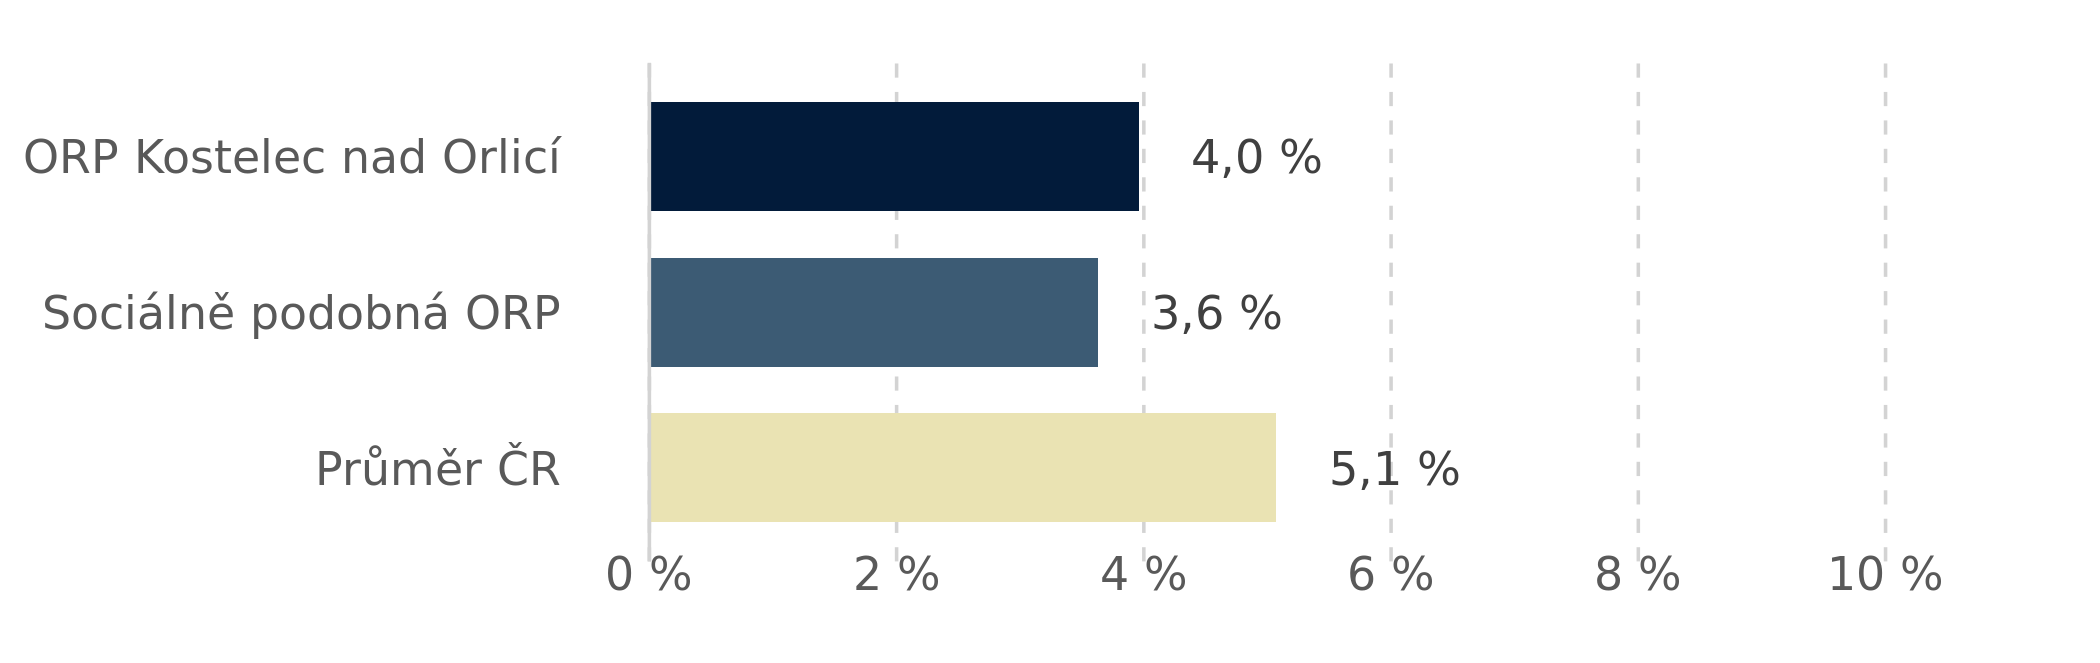 ORP Kostelec nad Orlicí 4,0 %
Sociálně podobná ORP 3,6 %
Průměr ČR 5,1 %
0 % 2 % 4 % 6 % 8 % 10 %